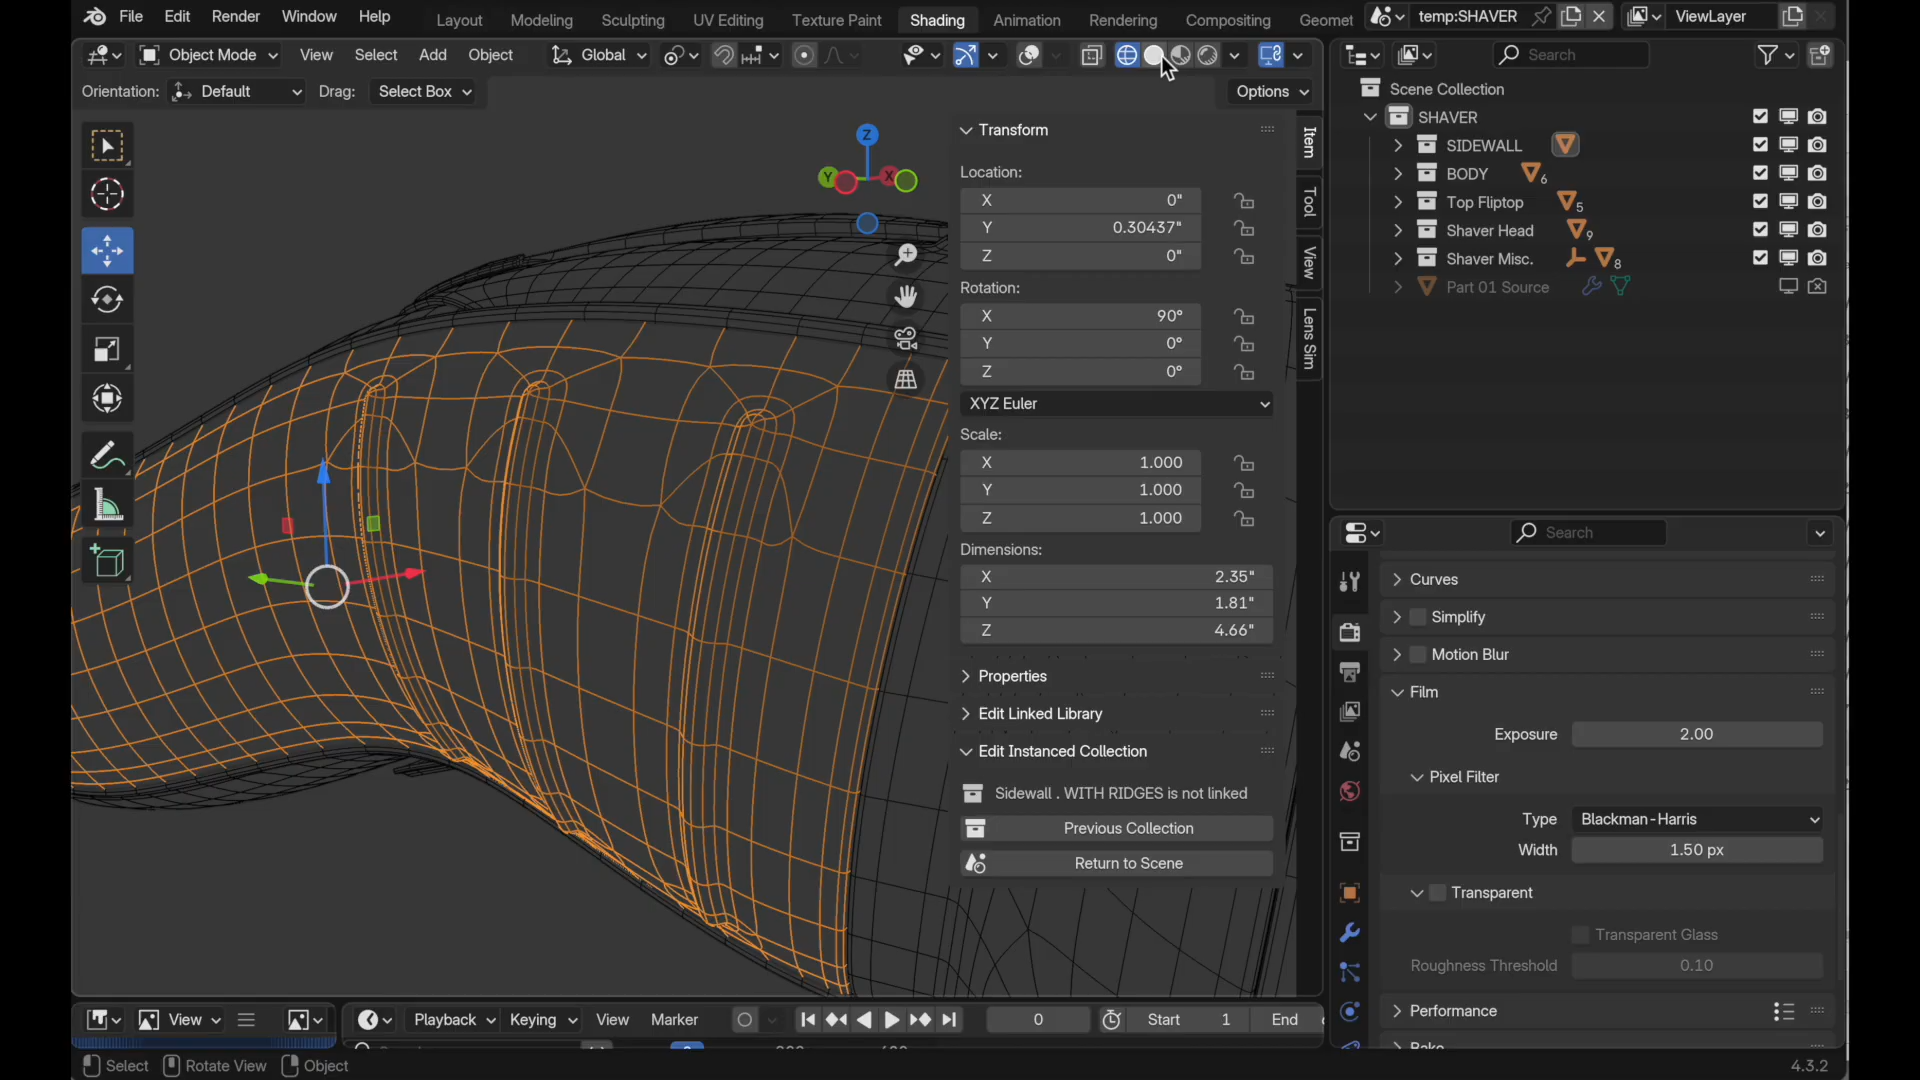 File Edit Render Window Help Layout Modeling Sculpting UV Editing Texture Paint Shading Animation Rendering Compositing Geomet temp:SHAVER ViewLayer
Object Mode View Select Add Object Global Search
Orientation: Default Drag: Select Box Options
Scene Collection
SHAVER
SIDEWALL
BODY 6
Top Fliptop 5
Shaver Head 9
Shaver Misc. 8
Part 01 Source
Z
Y
X
Transform
Location:
X 0"
Y 0.30437"
Z 0"
Rotation:
X 90°
Y 0°
Z 0°
XYZ Euler
Scale:
X 1.000
Y 1.000
Z 1.000
Dimensions:
X 2.35"
Y 1.81"
Z 4.66"
Properties
Edit Linked Library
Edit Instanced Collection
Sidewall . WITH RIDGES is not linked
Previous Collection
Return to Scene
Item
Tool
View
Lens Sim
Search
Curves
Simplify
Motion Blur
Film
Exposure 2.00
Pixel Filter
Type Blackman-Harris
Width 1.50 px
Transparent
Transparent Glass
Roughness Threshold 0.10
Performance
View Playback Keying View Marker 0 Start 1 End
Select Rotate View Object 4.3.2